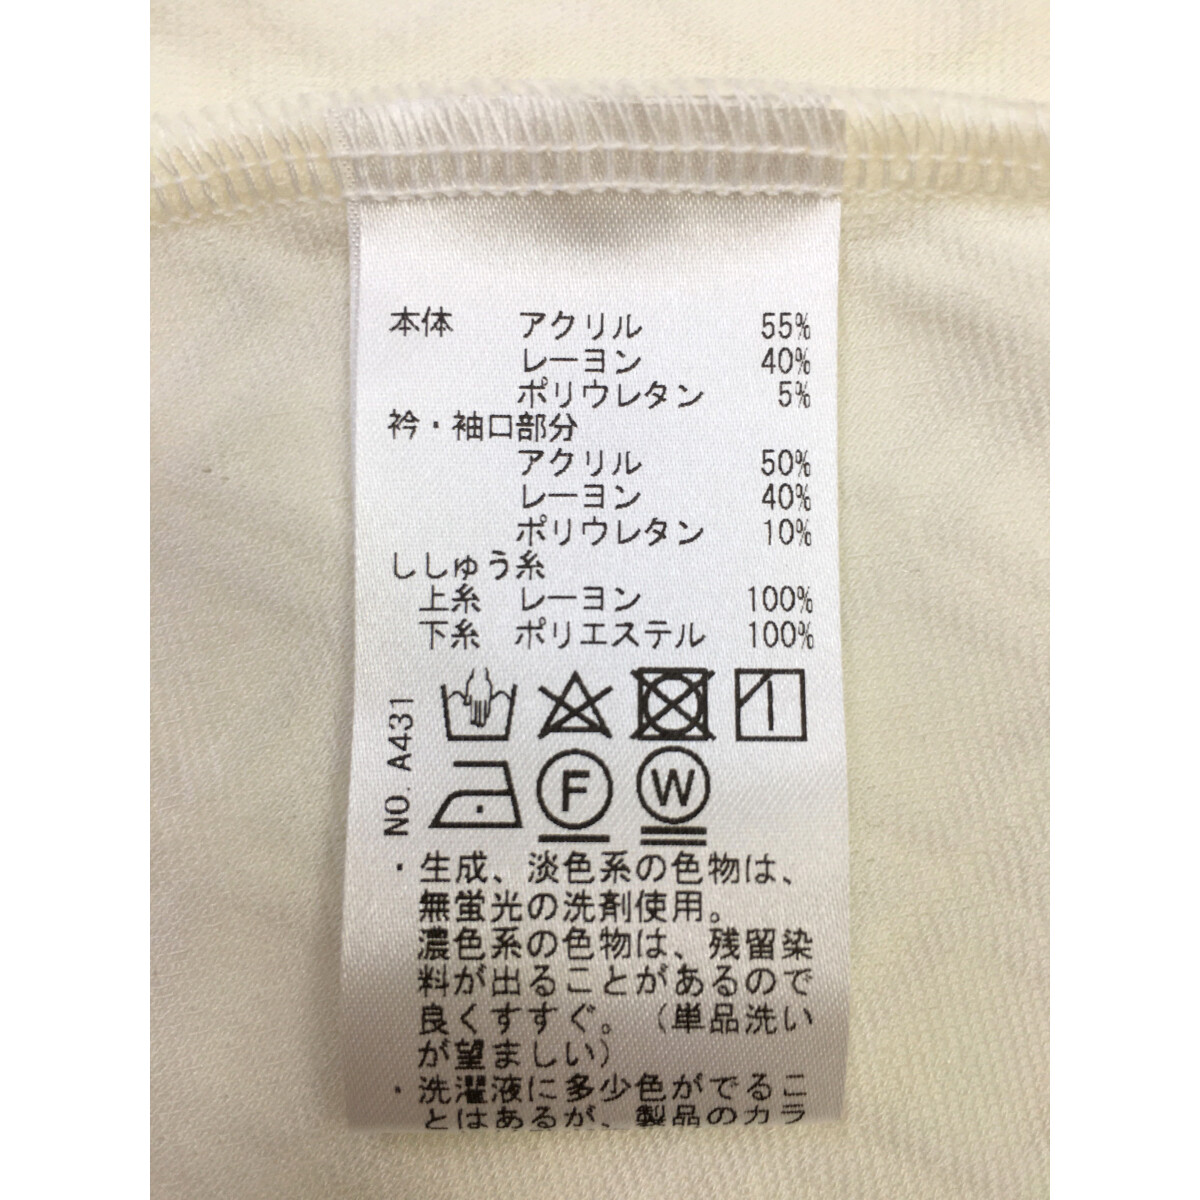 本体 アクリル 55%
レーヨン 40%
ポリウレタン 5%
衿・袖口部分
アクリル 50%
レーヨン 40%
ポリウレタン 10%
ししゅう糸
上糸 レーヨン 100%
下糸 ポリエステル 100%
NO. A431
F W
・生成、淡色系の色物は、
無蛍光の洗剤使用。
濃色系の色物は、残留染
料が出ることがあるので
良くすすぐ。（単品洗い
が望ましい）
・洗濯液に多少色がでるこ
とはあるが、製品のカラ